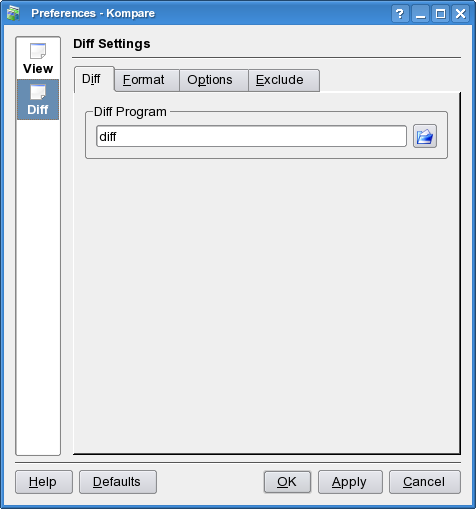 Preferences - Kompare
View
Diff
Diff Settings
Diff Format Options Exclude
Diff Program
diff
Help Defaults OK Apply Cancel